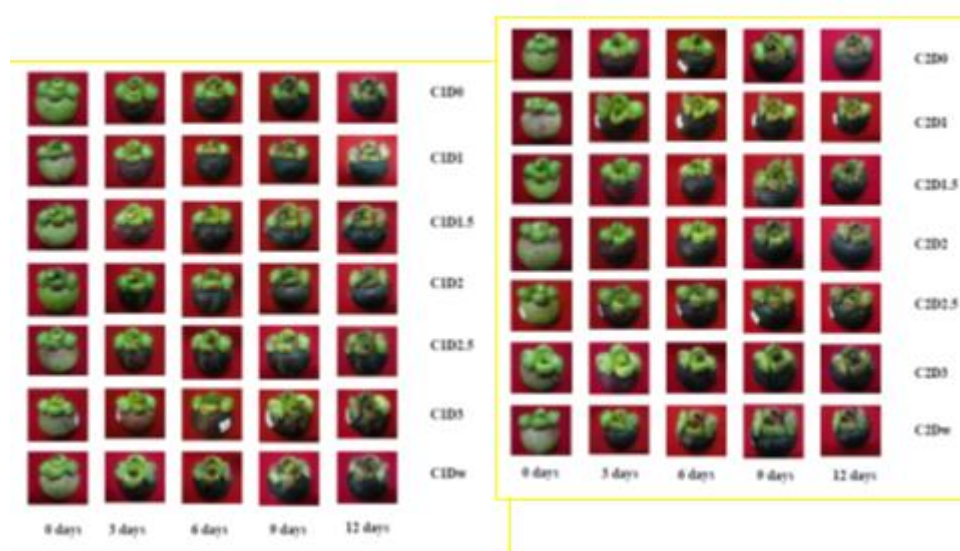 C1D0
C1D1
C1D1.5
C1D2
C1D2.5
C1D3
C1Dw
0 days 3 days 6 days 9 days 12 days
C2D0
C2D1
C2D1.5
C2D2
C2D2.5
C2D3
C2Dw
0 days 3 days 6 days 9 days 12 days